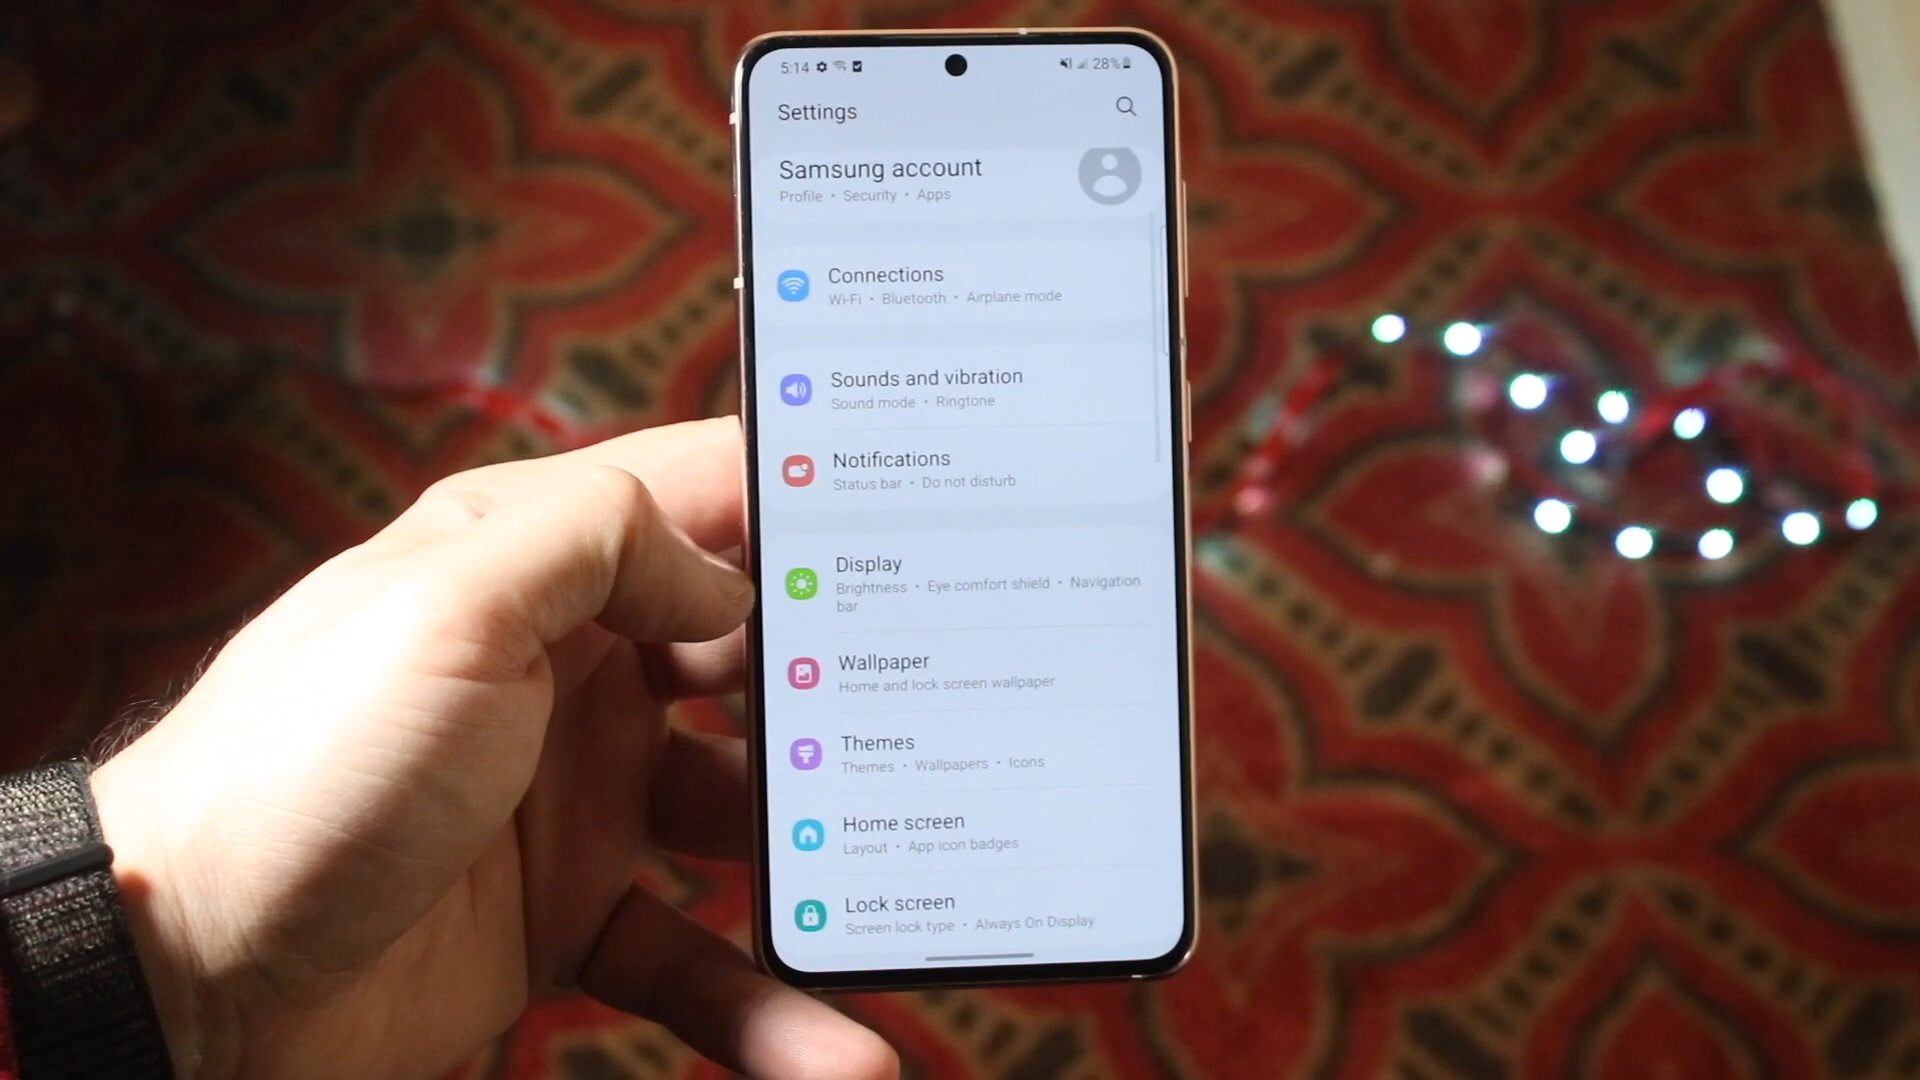 5:14 28%
Settings
Samsung account
Profile • Security • Apps
Connections
Wi-Fi • Bluetooth • Airplane mode
Sounds and vibration
Sound mode • Ringtone
Notifications
Status bar • Do not disturb
Display
Brightness • Eye comfort shield • Navigation
bar
Wallpaper
Home and lock screen wallpaper
Themes
Themes • Wallpapers • Icons
Home screen
Layout • App icon badges
Lock screen
Screen lock type • Always On Display